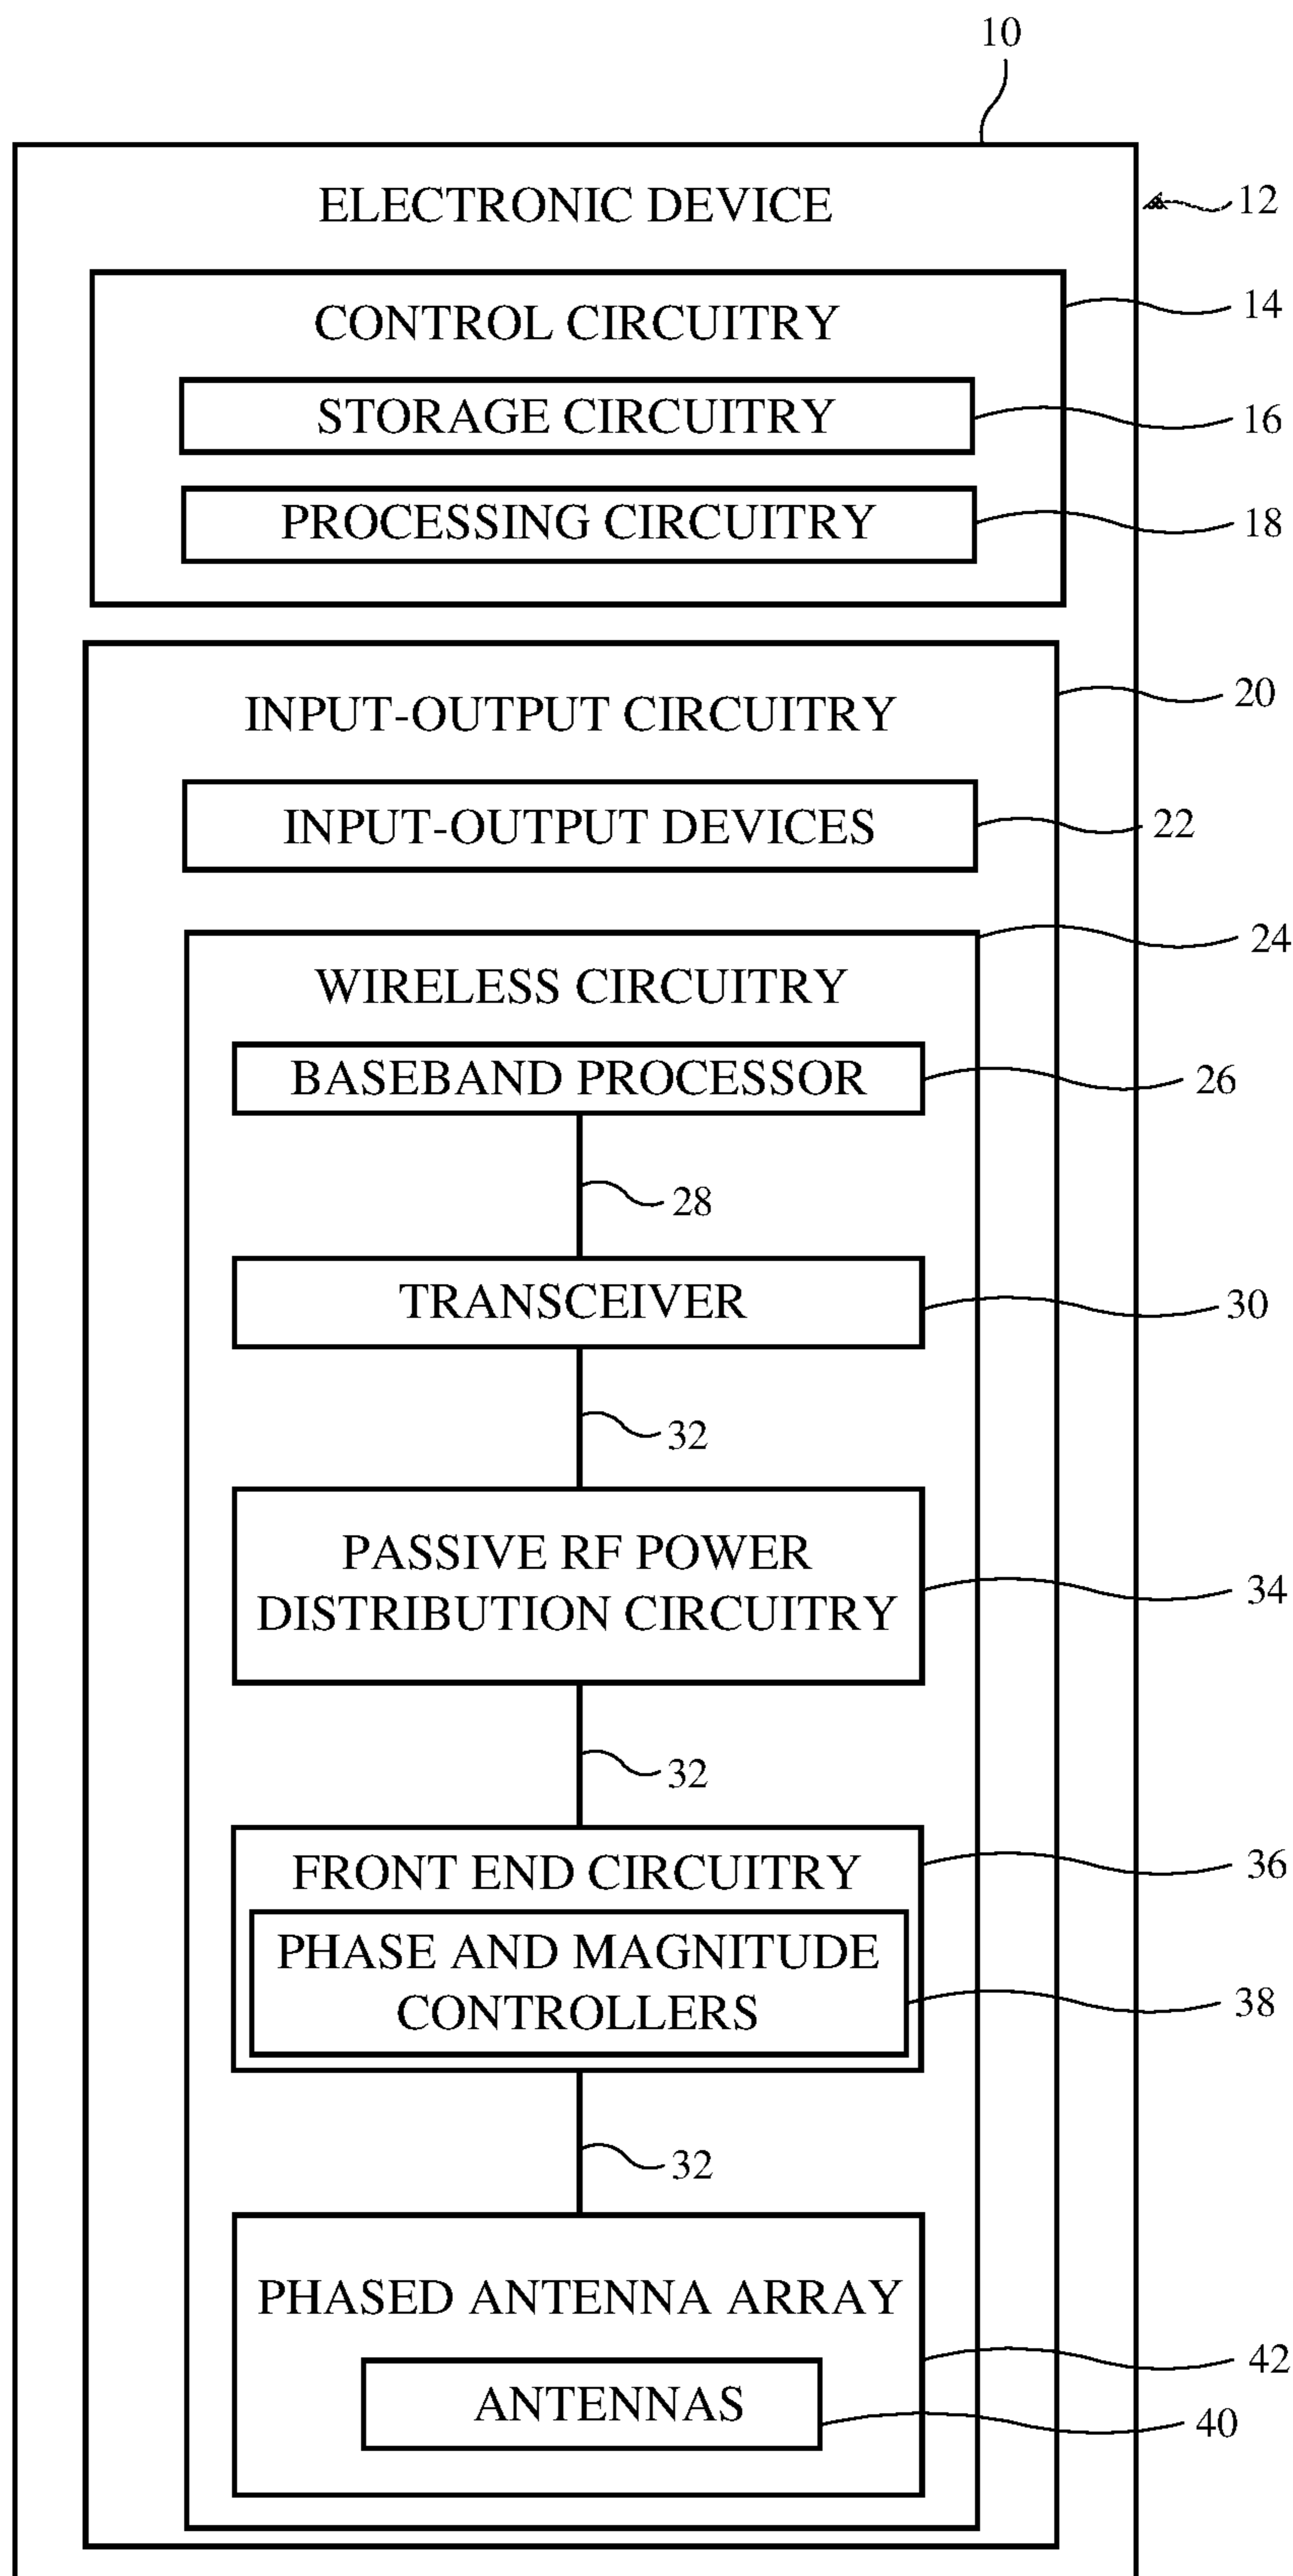 10
ELECTRONIC DEVICE
12
CONTROL CIRCUITRY
14
STORAGE CIRCUITRY
16
PROCESSING CIRCUITRY
18
INPUT-OUTPUT CIRCUITRY
20
INPUT-OUTPUT DEVICES
22
24
WIRELESS CIRCUITRY
BASEBAND PROCESSOR
26
28
TRANSCEIVER
30
32
PASSIVE RF POWER
DISTRIBUTION CIRCUITRY
34
32
FRONT END CIRCUITRY
36
PHASE AND MAGNITUDE
CONTROLLERS
38
32
PHASED ANTENNA ARRAY
42
ANTENNAS
40